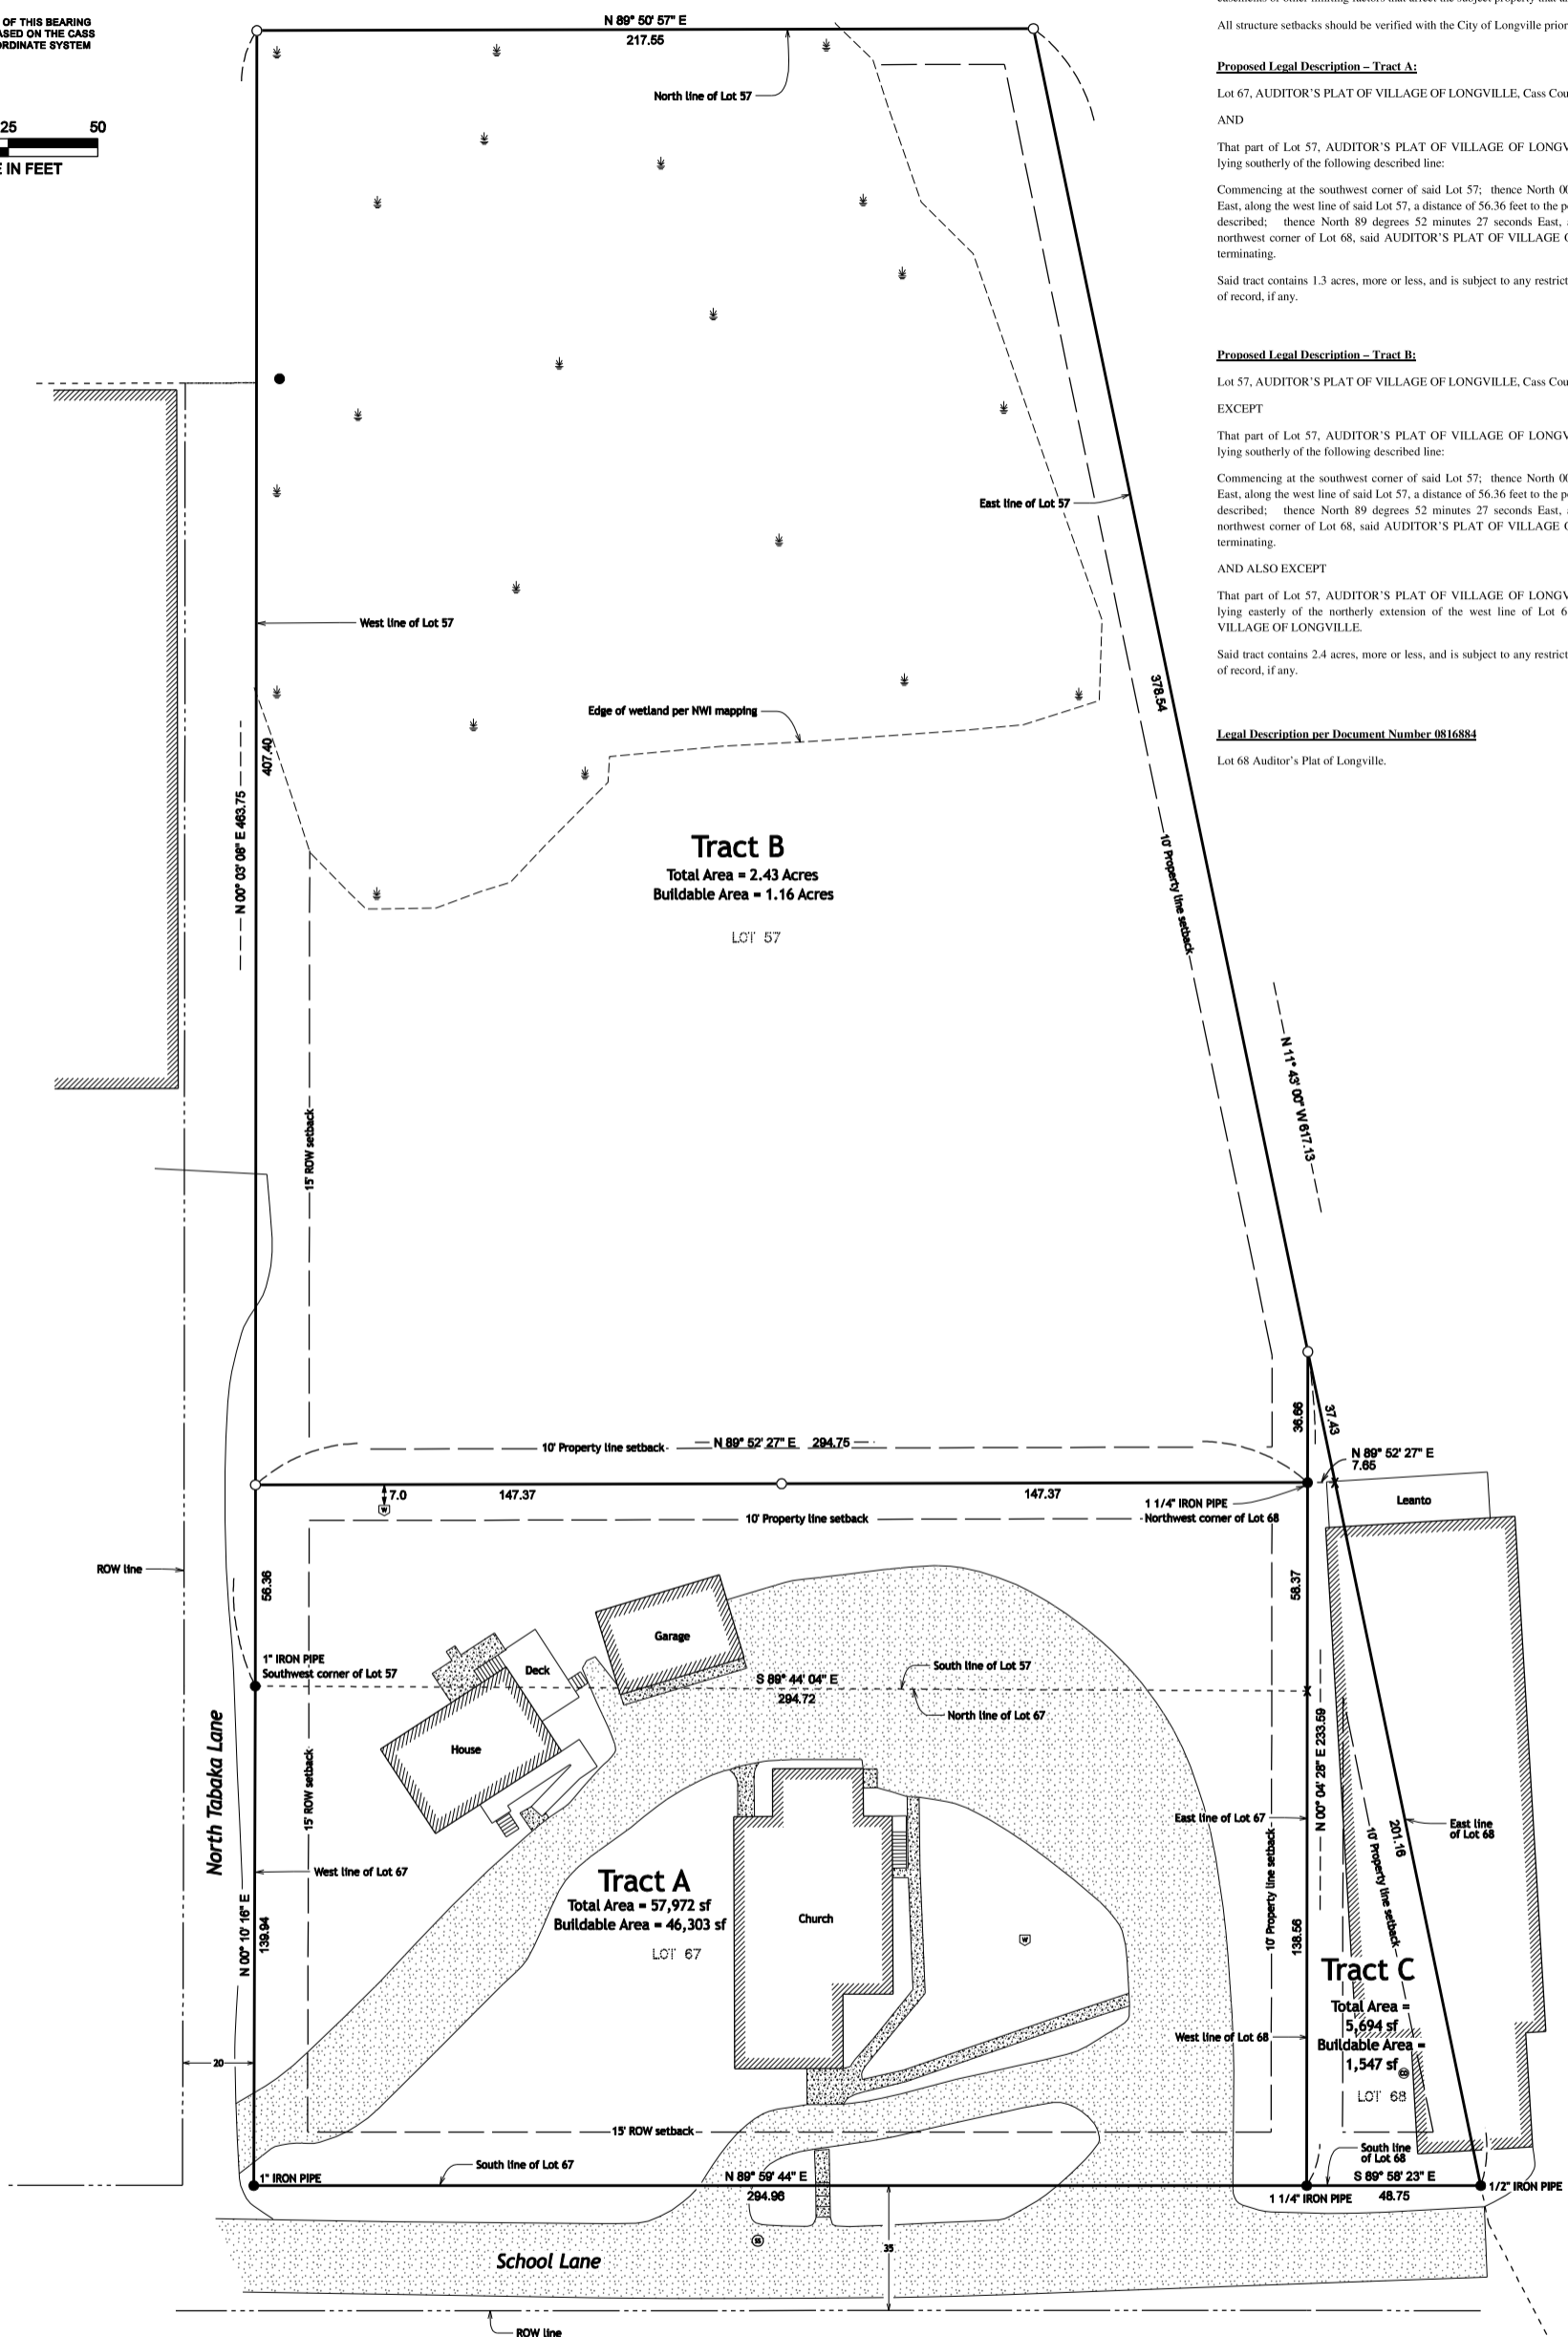 OF THIS BEARING
ASED ON THE CASS
ORDINATE SYSTEM
25 50
E IN FEET
N 89° 50' 57" E
217.55
North line of Lot 57
West line of Lot 57
East line of Lot 57
Edge of wetland per NWI mapping
378.54
407.40
N 00° 03' 08" E 463.75
Tract B
Total Area = 2.43 Acres
Buildable Area = 1.16 Acres
LOT 57
10' Property line setback
N 11° 43' 00" W 617.13
15' ROW setback
36.66
37.43
10' Property line setback
N 89° 52' 27" E 294.75
N 89° 52' 27" E
7.65
7.0
147.37
147.37
W
1 1/4" IRON PIPE
Northwest corner of Lot 68
10' Property line setback
Leanto
ROW line
56.36
58.37
Garage
Deck
House
1" IRON PIPE
Southwest corner of Lot 57
S 89° 44' 04" E
294.72
South line of Lot 57
North line of Lot 67
North Tabaka Lane
15' ROW setback
N 00° 04' 28" E 233.59
East line of Lot 67
East line
of Lot 68
201.16
10' Property line setback
10' Property line setback
West line of Lot 67
Tract A
Total Area = 57,972 sf
Buildable Area = 46,303 sf
LOT 67
Church
W
N 00° 10' 16" E
139.94
138.56
Tract C
Total Area =
5,694 sf
Buildable Area =
1,547 sf
CO
LOT 68
West line of Lot 68
20
15' ROW setback
1" IRON PIPE
South line of Lot 67
N 89° 59' 44" E
294.96
South line
of Lot 68
S 89° 58' 23" E
48.75
1 1/4" IRON PIPE
1/2" IRON PIPE
35
School Lane
ROW line
All structure setbacks should be verified with the City of Longville prior
Proposed Legal Description – Tract A:
Lot 67, AUDITOR'S PLAT OF VILLAGE OF LONGVILLE, Cass Cou
AND
That part of Lot 57, AUDITOR'S PLAT OF VILLAGE OF LONGV
lying southerly of the following described line:
Commencing at the southwest corner of said Lot 57; thence North 00
East, along the west line of said Lot 57, a distance of 56.36 feet to the p
described; thence North 89 degrees 52 minutes 27 seconds East,
northwest corner of Lot 68, said AUDITOR'S PLAT OF VILLAGE O
terminating.
Said tract contains 1.3 acres, more or less, and is subject to any restrict
of record, if any.
Proposed Legal Description – Tract B:
Lot 57, AUDITOR'S PLAT OF VILLAGE OF LONGVILLE, Cass Cou
EXCEPT
That part of Lot 57, AUDITOR'S PLAT OF VILLAGE OF LONGV
lying southerly of the following described line:
Commencing at the southwest corner of said Lot 57; thence North 00
East, along the west line of said Lot 57, a distance of 56.36 feet to the p
described; thence North 89 degrees 52 minutes 27 seconds East,
northwest corner of Lot 68, said AUDITOR'S PLAT OF VILLAGE O
terminating.
AND ALSO EXCEPT
That part of Lot 57, AUDITOR'S PLAT OF VILLAGE OF LONGV
lying easterly of the northerly extension of the west line of Lot 6
VILLAGE OF LONGVILLE.
Said tract contains 2.4 acres, more or less, and is subject to any restrict
of record, if any.
Legal Description per Document Number 0816884
Lot 68 Auditor's Plat of Longville.